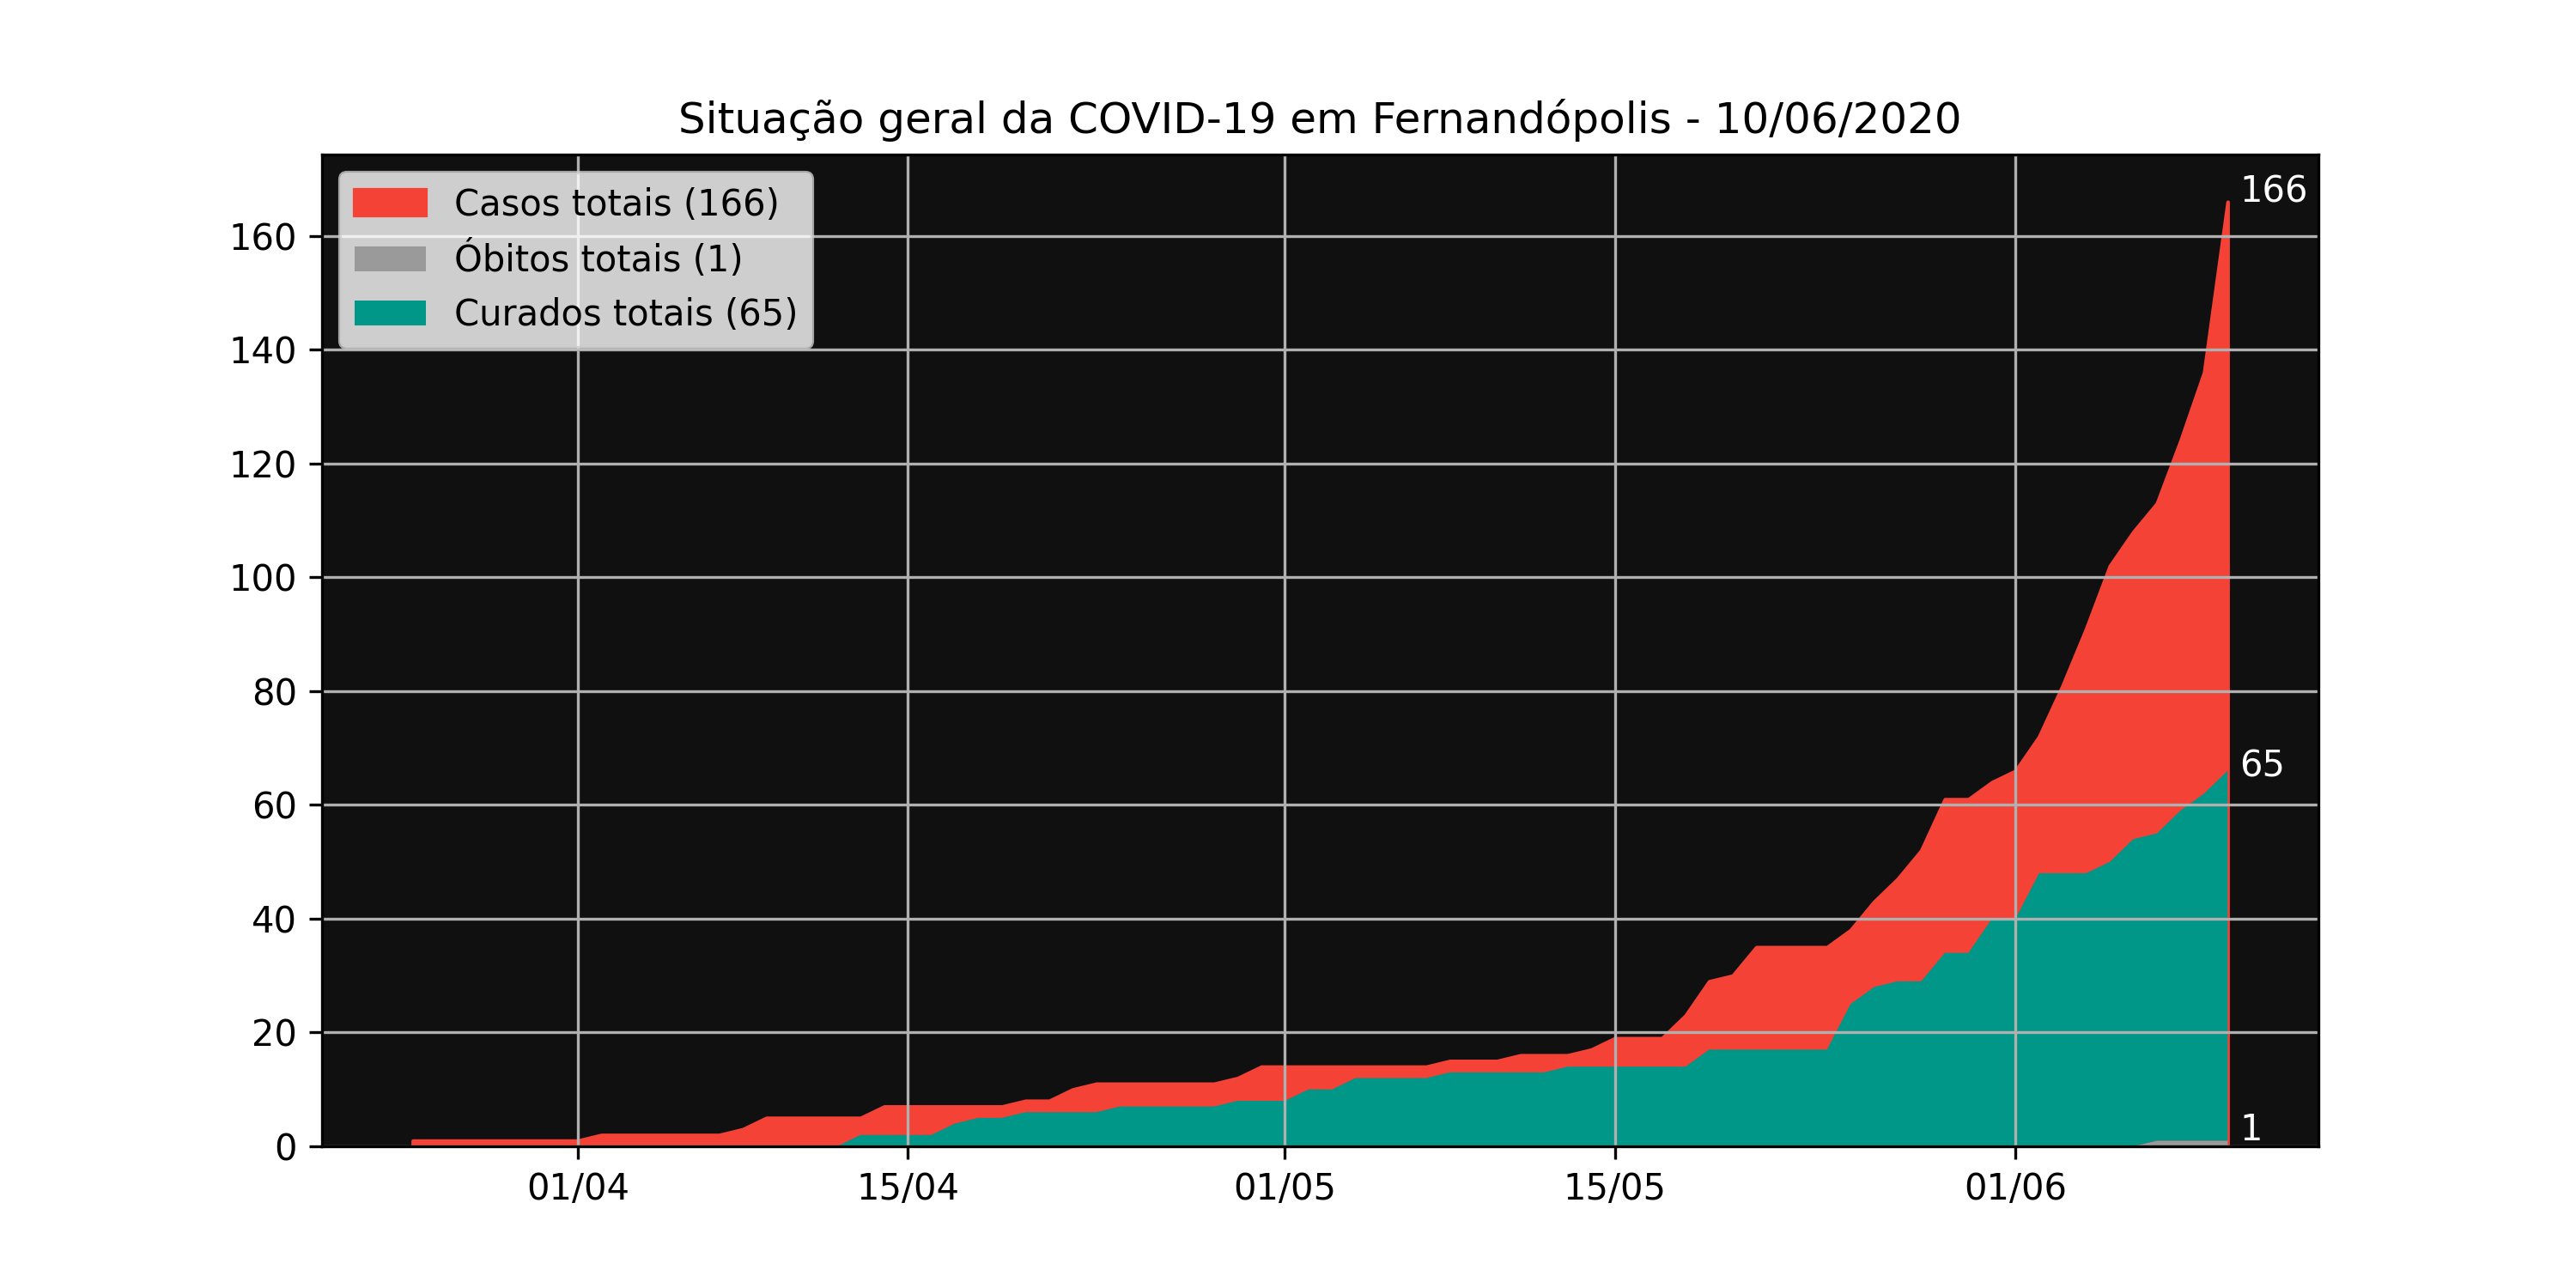 Situação geral da COVID-19 em Fernandópolis - 10/06/2020
Casos totais (166)
Óbitos totais (1)
Curados totais (65)
166
65
1
160
140
120
100
80
60
40
20
0
01/04 15/04 01/05 15/05 01/06